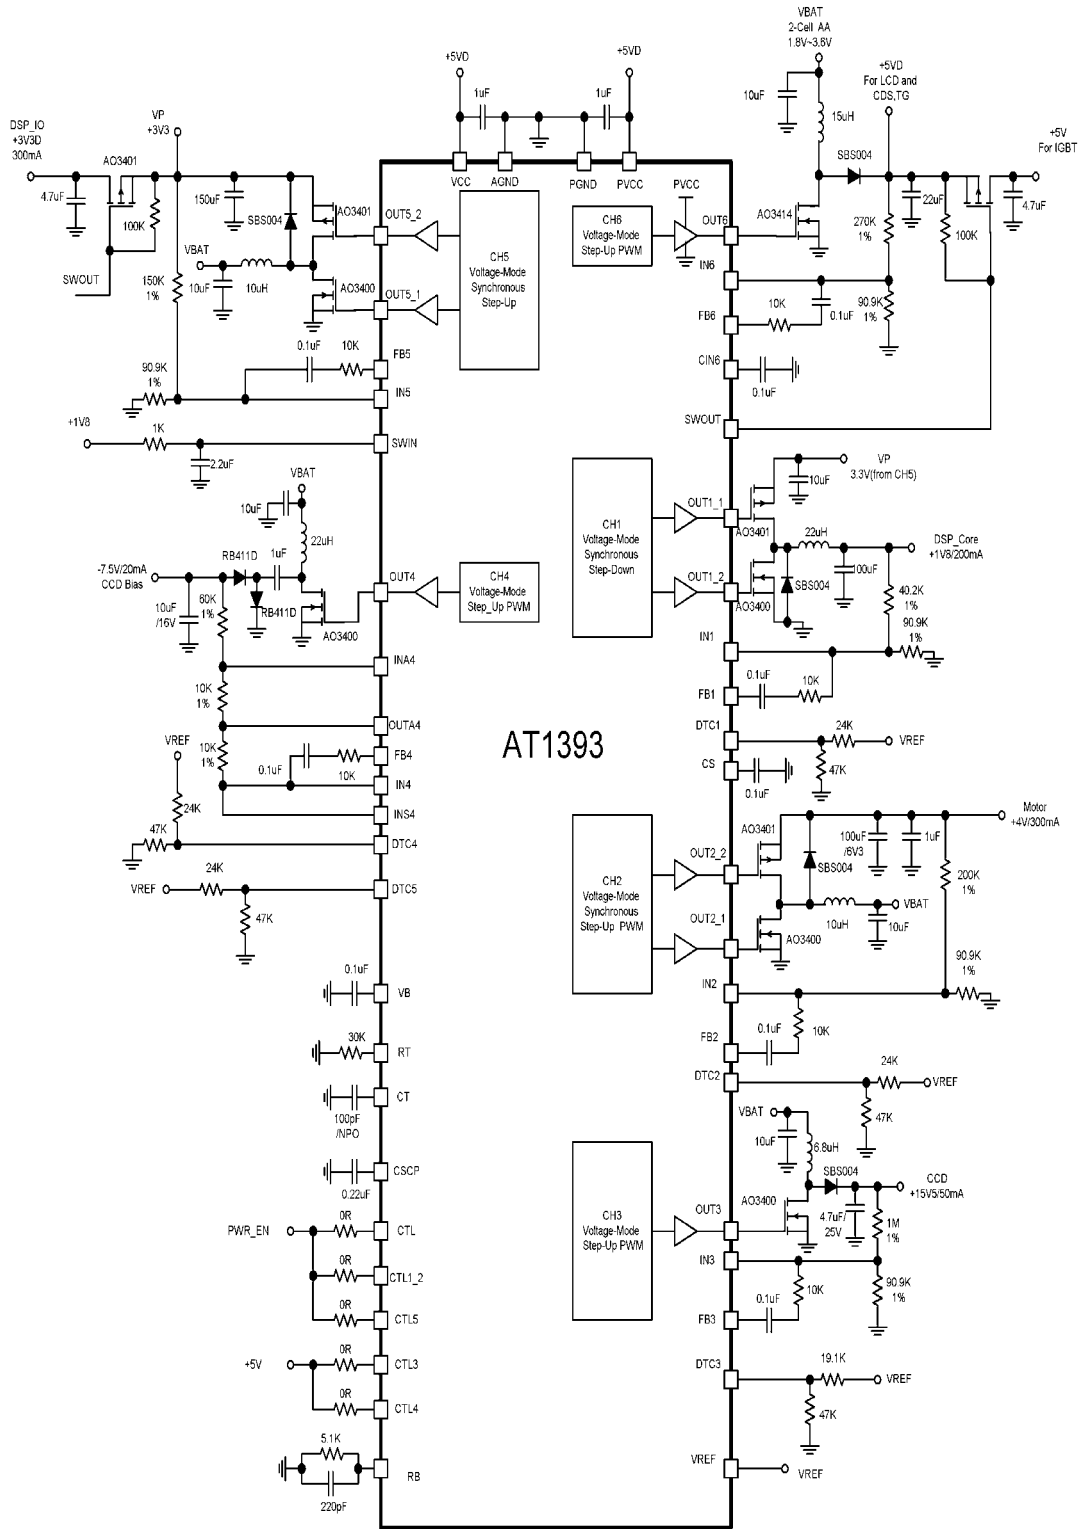 VBAT
2-Cell AA
1.8V~3.6V
+5VD
For LCD and
CDS,TG
+5V
For IGBT
10uF
15uH
SBS004
AO3414
22uF
4.7uF
270K
1%
100K
90.9K
1%
10K
0.1uF
0.1uF
+5VD
+5VD
1uF
1uF
VCC
AGND
PGND
PVCC
PVCC
DSP_IO
+3V3D
300mA
AO3401
VP
+3V3
4.7uF
100K
150uF
SBS004
AO3401
OUT5_2
CH5
Voltage-Mode
Synchronous
Step-Up
CH6
Voltage-Mode
Step-Up PWM
OUT6
IN6
FB6
CIN6
SWOUT
SWOUT
VBAT
10uF
10uH
AO3400
OUT5_1
150K
1%
0.1uF
10K
FB5
90.9K
1%
IN5
+1V8
1K
SWIN
2.2uF
VBAT
10uF
22uH
1uF
RB411D
RB411D
-7.5V/20mA
CCD Bias
10uF
/16V
60K
1%
AO3400
OUT4
CH4
Voltage-Mode
Step_Up PWM
INA4
10K
1%
OUTA4
10K
1%
0.1uF
10K
FB4
IN4
INS4
VREF
24K
47K
DTC4
VREF
24K
47K
DTC5
CH1
Voltage-Mode
Synchronous
Step-Down
OUT1_1
AO3401
10uF
VP
3.3V(from CH5)
22uH
DSP_Core
+1V8/200mA
100uF
OUT1_2
AO3400
SBS004
40.2K
1%
90.9K
1%
IN1
0.1uF
10K
FB1
DTC1
24K
VREF
47K
CS
0.1uF
AT1393
CH2
Voltage-Mode
Synchronous
Step-Up PWM
OUT2_2
AO3401
SBS004
100uF
/6V3
1uF
Motor
+4V/300mA
200K
1%
OUT2_1
AO3400
10uH
VBAT
10uF
90.9K
1%
IN2
0.1uF
10K
FB2
DTC2
24K
VREF
47K
0.1uF
VB
30K
RT
CT
100pF
/NPO
CSCP
0.22uF
PWR_EN
0R
CTL
0R
CTL1_2
0R
CTL5
+5V
0R
CTL3
0R
CTL4
5.1K
220pF
RB
VBAT
10uF
6.8uH
SBS004
CCD
+15V5/50mA
CH3
Voltage-Mode
Step-Up PWM
OUT3
AO3400
4.7uF/
25V
1M
1%
IN3
0.1uF
10K
90.9K
1%
FB3
DTC3
19.1K
VREF
47K
VREF
VREF